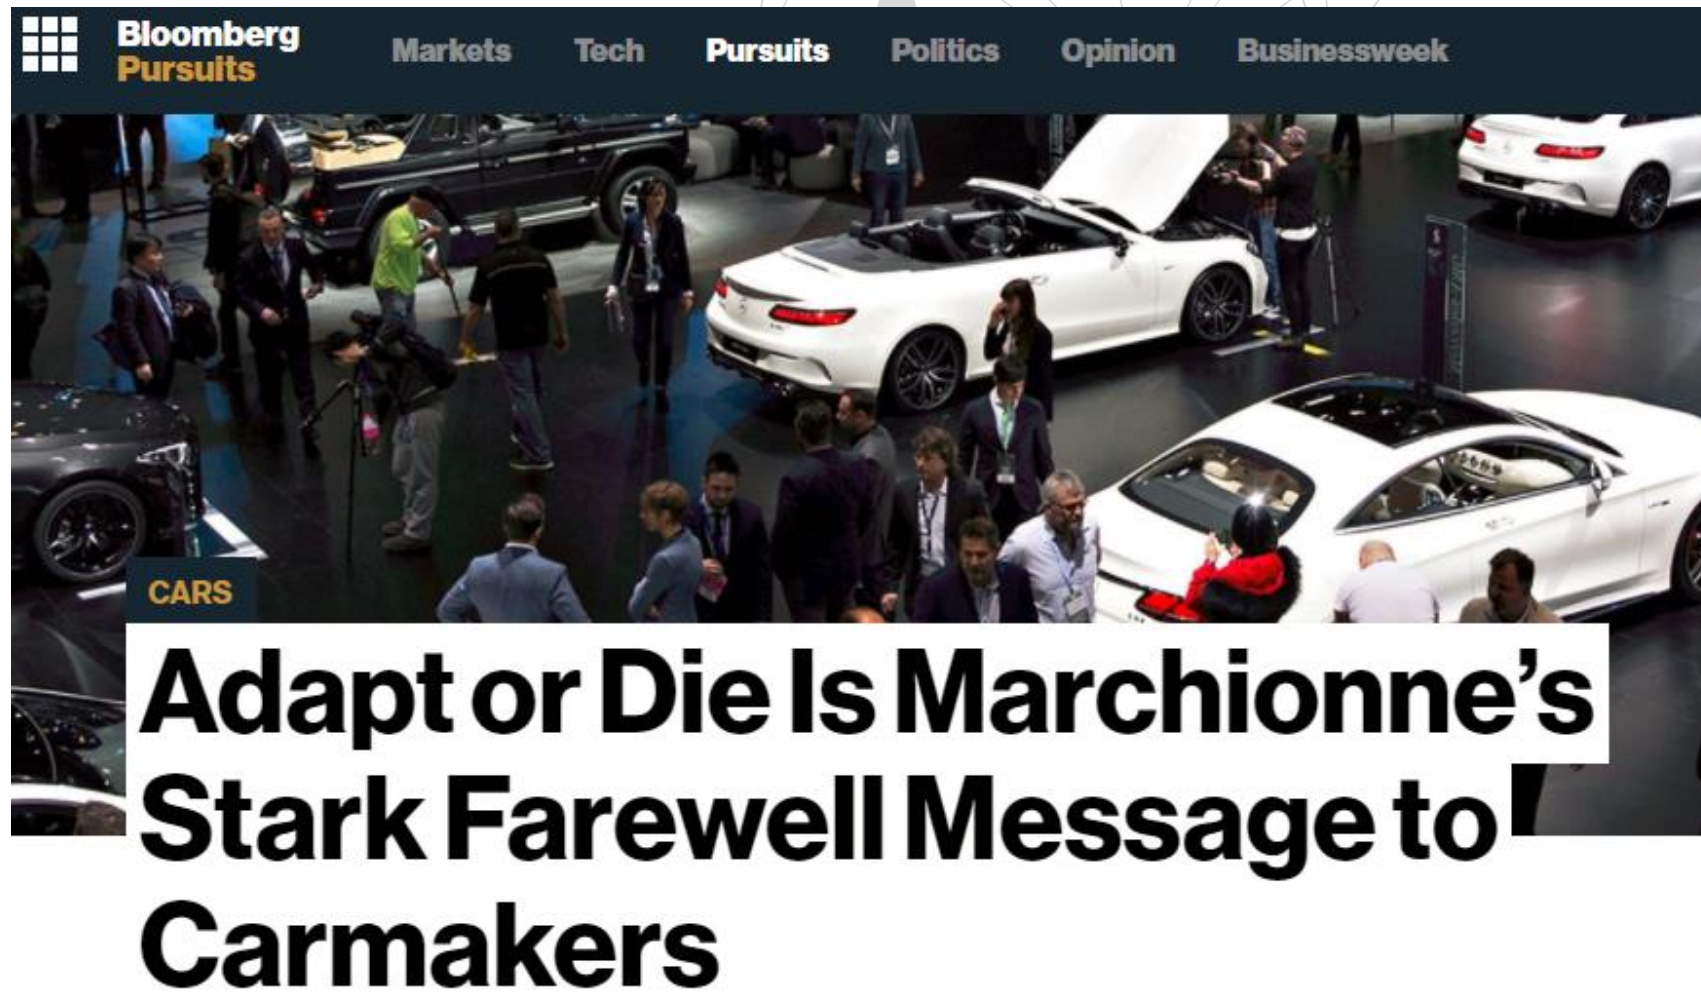 Bloomberg
Pursuits
Markets Tech Pursuits Politics Opinion Businessweek
CARS
Adapt or Die Is Marchionne’s
Stark Farewell Message to
Carmakers